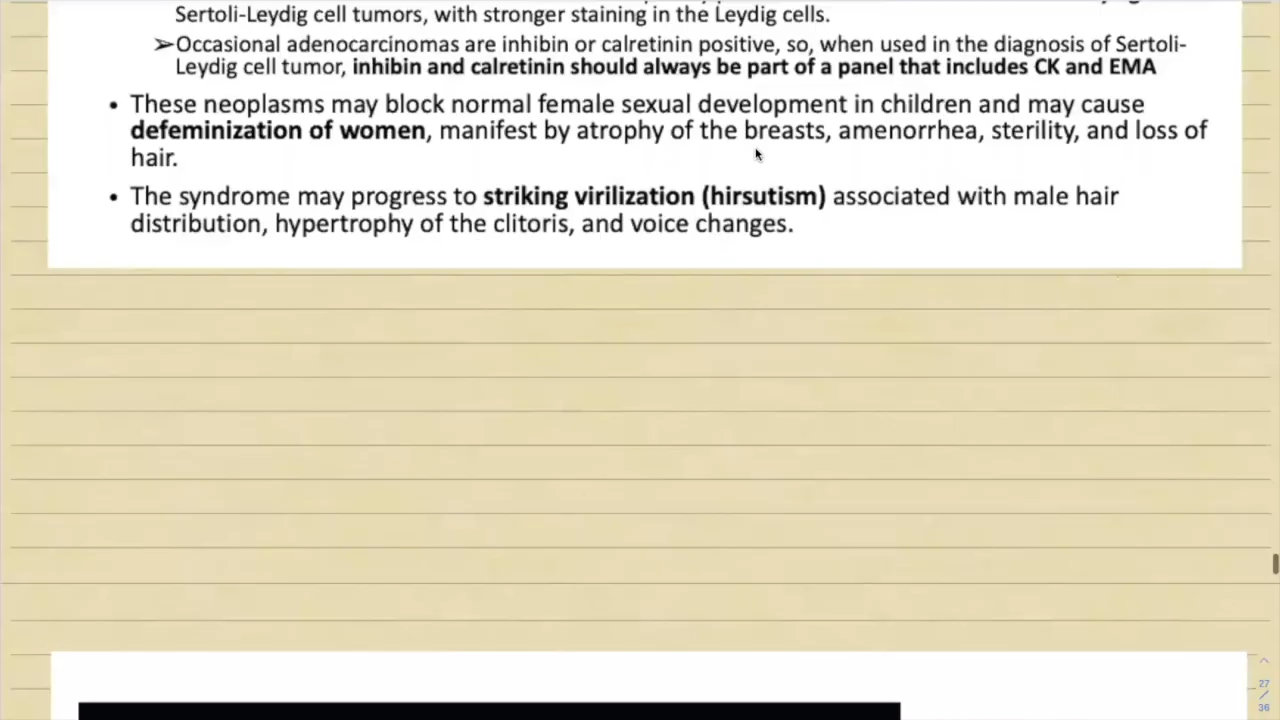 Sertoli-Leydig cell tumors, with stronger staining in the Leydig cells.
➢Occasional adenocarcinomas are inhibin or calretinin positive, so, when used in the diagnosis of Sertoli-
Leydig cell tumor, inhibin and calretinin should always be part of a panel that includes CK and EMA
• These neoplasms may block normal female sexual development in children and may cause
defeminization of women, manifest by atrophy of the breasts, amenorrhea, sterility, and loss of
hair.
• The syndrome may progress to striking virilization (hirsutism) associated with male hair
distribution, hypertrophy of the clitoris, and voice changes.
27
/
36